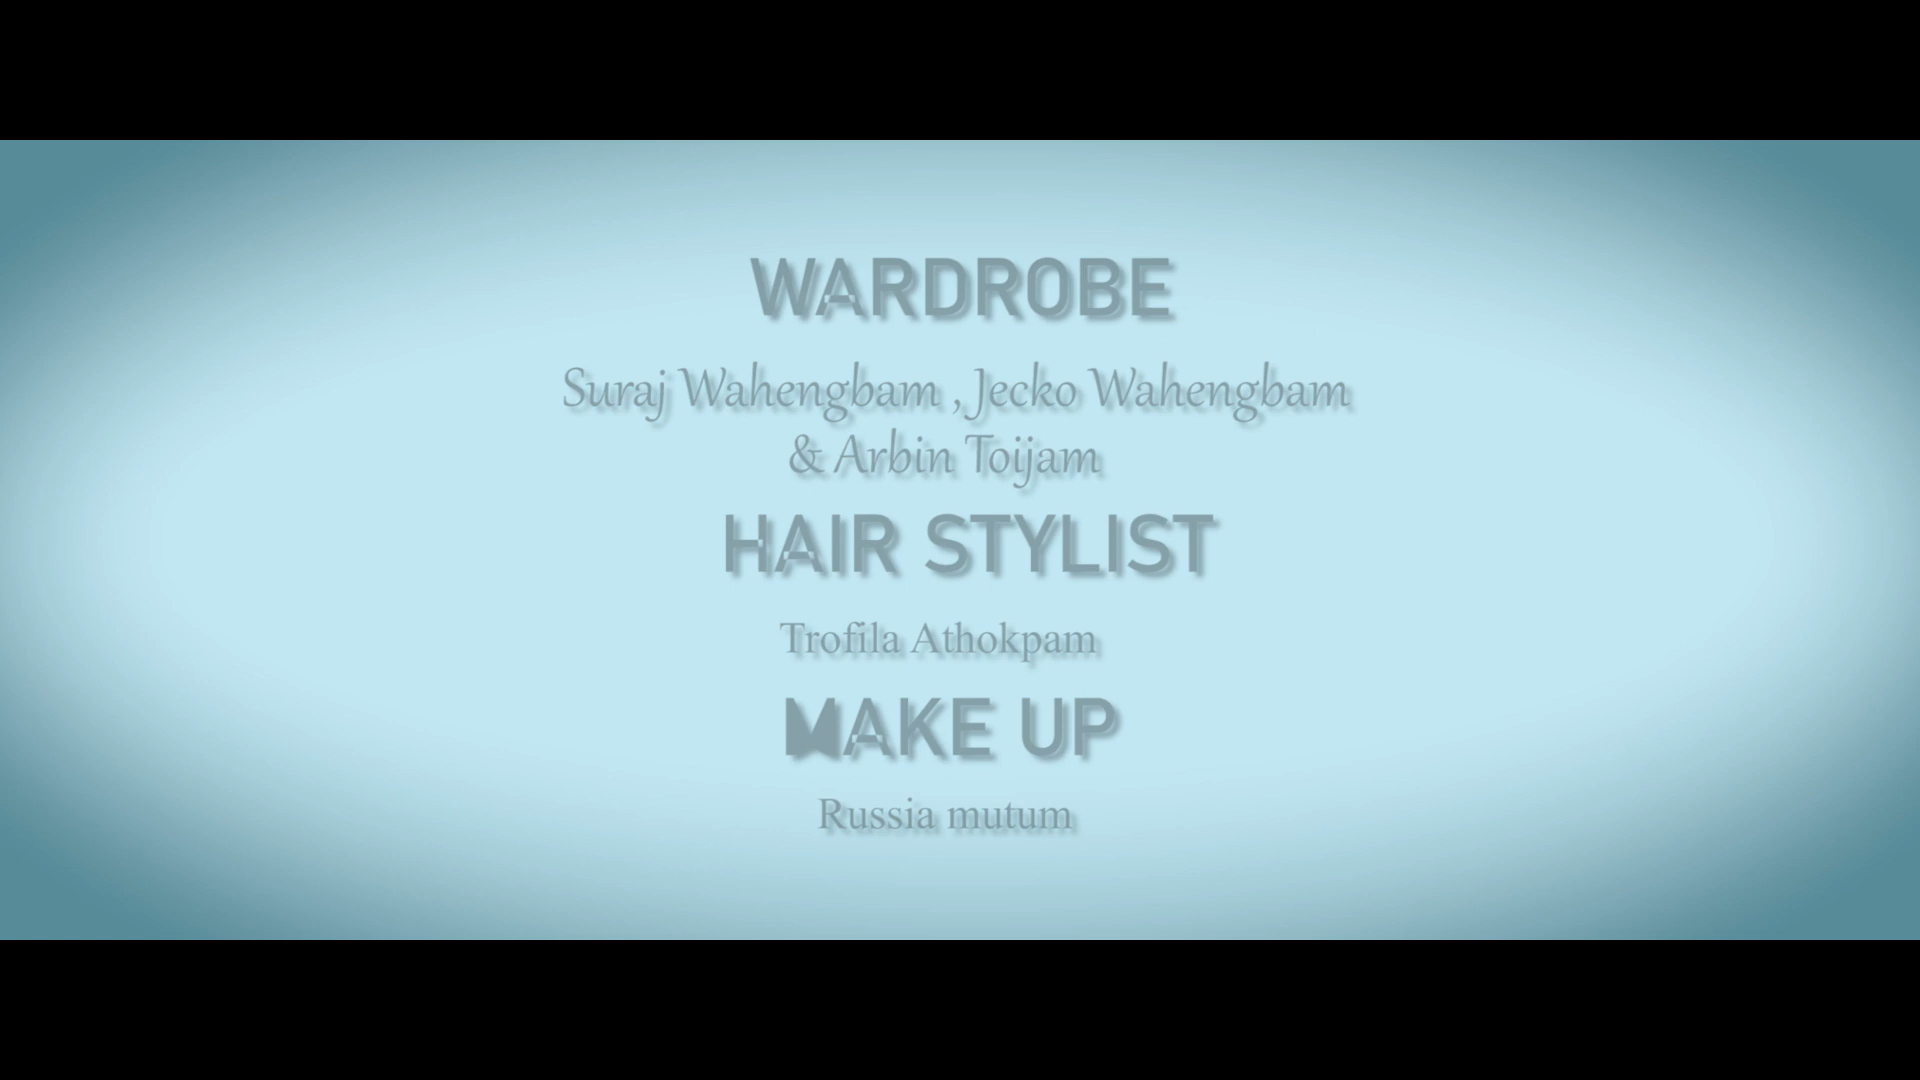 WARDROBE
Suraj Wahengbam , Jecko Wahengbam
& Arbin Toijam
HAIR STYLIST
Trofila Athokpam
MAKE UP
Russia mutum